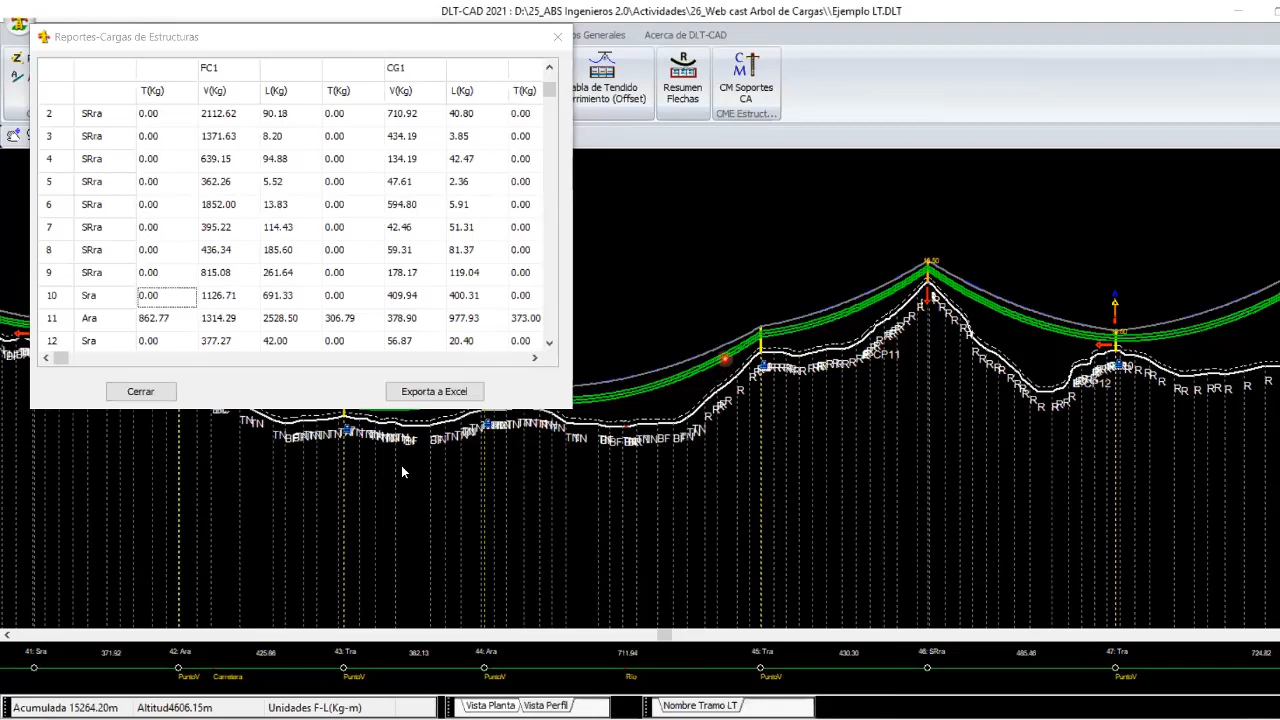 DLT-CAD 2021 : D:\25_ABS Ingenieros 2.0\Actividades\26_Web cast Arbol de Cargas\\Ejemplo LT.DLT
Reportes-Cargas de Estructuras
os Generales Acerca de DLT-CAD
FC1 CG1
T(Kg) V(Kg) L(Kg) T(Kg) V(Kg) L(Kg) T(Kg)
2 SRra 0.00 2112.62 90.18 0.00 710.92 40.80 0.00
3 SRra 0.00 1371.63 8.20 0.00 434.19 3.85 0.00
4 SRra 0.00 639.15 94.88 0.00 134.19 42.47 0.00
5 SRra 0.00 362.26 5.52 0.00 47.61 2.36 0.00
6 SRra 0.00 1852.00 13.83 0.00 594.80 5.91 0.00
7 SRra 0.00 395.22 114.43 0.00 42.46 51.31 0.00
8 SRra 0.00 436.34 185.60 0.00 59.31 81.37 0.00
9 SRra 0.00 815.09 261.64 0.00 178.17 119.04 0.00
10 Sra 0.00 1126.71 691.33 0.00 409.94 400.31 0.00
11 Ara 862.77 1314.29 2528.50 306.79 378.90 977.93 373.00
12 Sra 0.00 377.27 42.00 0.00 56.87 20.40 0.00
Cerrar Exporta a Excel
abla de Tendido
orrimiento (Offset)
Resumen
Flechas
CM Soportes
CA
CME Estruct...
41: Sra 371.92 42: Ara 425.86 43: Tra 382.13 44: Ara 711.94 45: Tra 430.30 46: SRra 485.46 47: Tra 724.82
PuntoV Carretera PuntoV PuntoV Rio PuntoV PuntoV
Acumulada 15264.20m Altitud4606.15m Unidades F-L(Kg-m) Vista Planta Vista Perfil Nombre Tramo LT